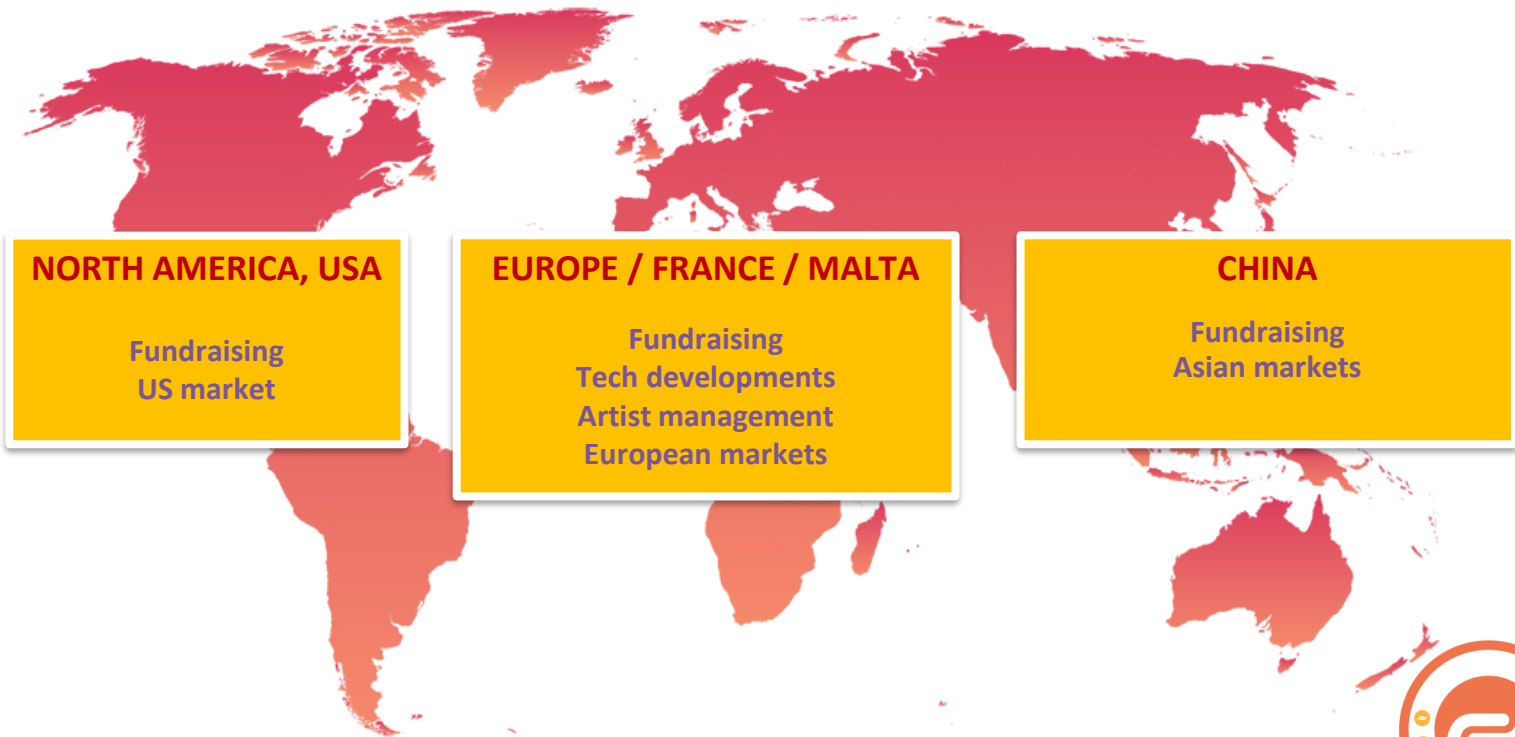 NORTH AMERICA, USA
Fundraising
US market
EUROPE / FRANCE / MALTA
Fundraising
Tech developments
Artist management
European markets
CHINA
Fundraising
Asian markets